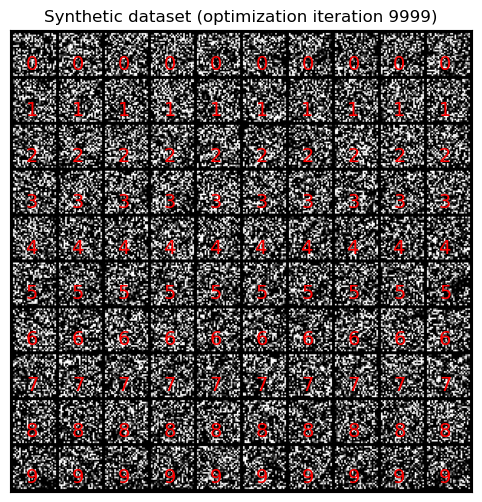 Synthetic dataset (optimization iteration 9999)
0 0 0 0 0 0 0 0 0 0
1 1 1 1 1 1 1 1 1 1
2 2 2 2 2 2 2 2 2 2
3 3 3 3 3 3 3 3 3 3
4 4 4 4 4 4 4 4 4 4
5 5 5 5 5 5 5 5 5 5
6 6 6 6 6 6 6 6 6 6
7 7 7 7 7 7 7 7 7 7
8 8 8 8 8 8 8 8 8 8
9 9 9 9 9 9 9 9 9 9